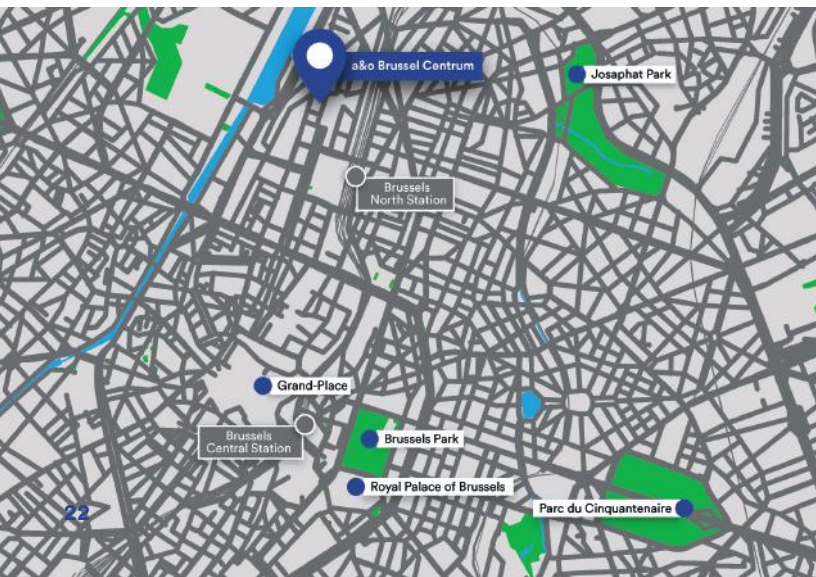 a&o Brussel Centrum
Josaphat Park
Brussels
North Station
Grand-Place
Brussels
Central Station
Brussels Park
Royal Palace of Brussels
Parc du Cinquantenaire
22